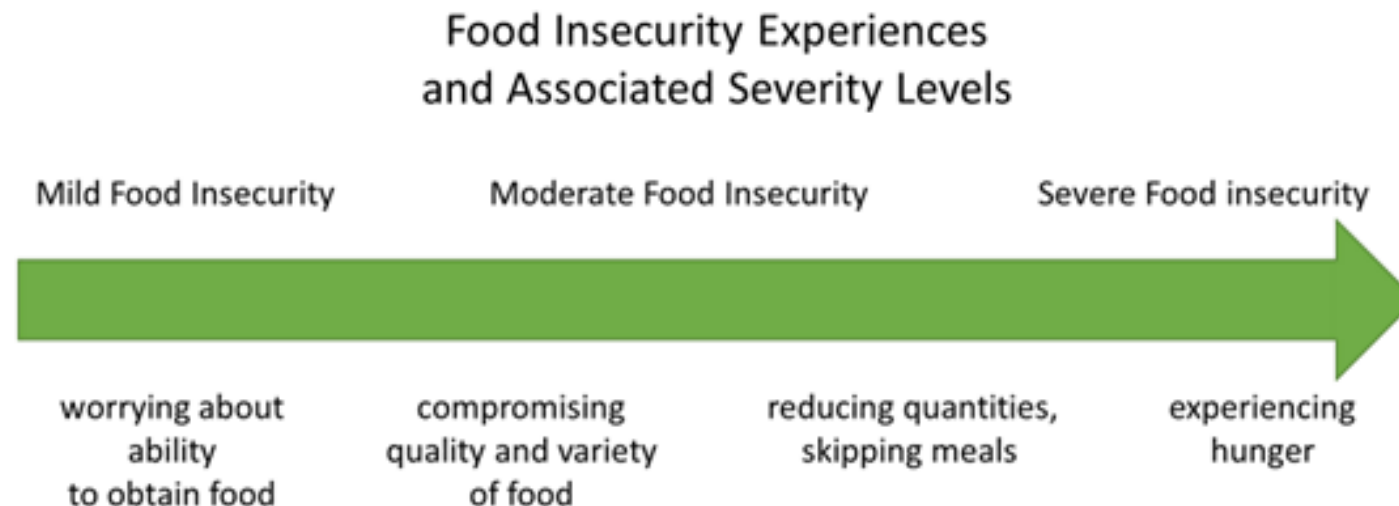 Food Insecurity Experiences
and Associated Severity Levels
Mild Food Insecurity
Moderate Food Insecurity
Severe Food insecurity
worrying about
ability
to obtain food
compromising
quality and variety
of food
reducing quantities,
skipping meals
experiencing
hunger